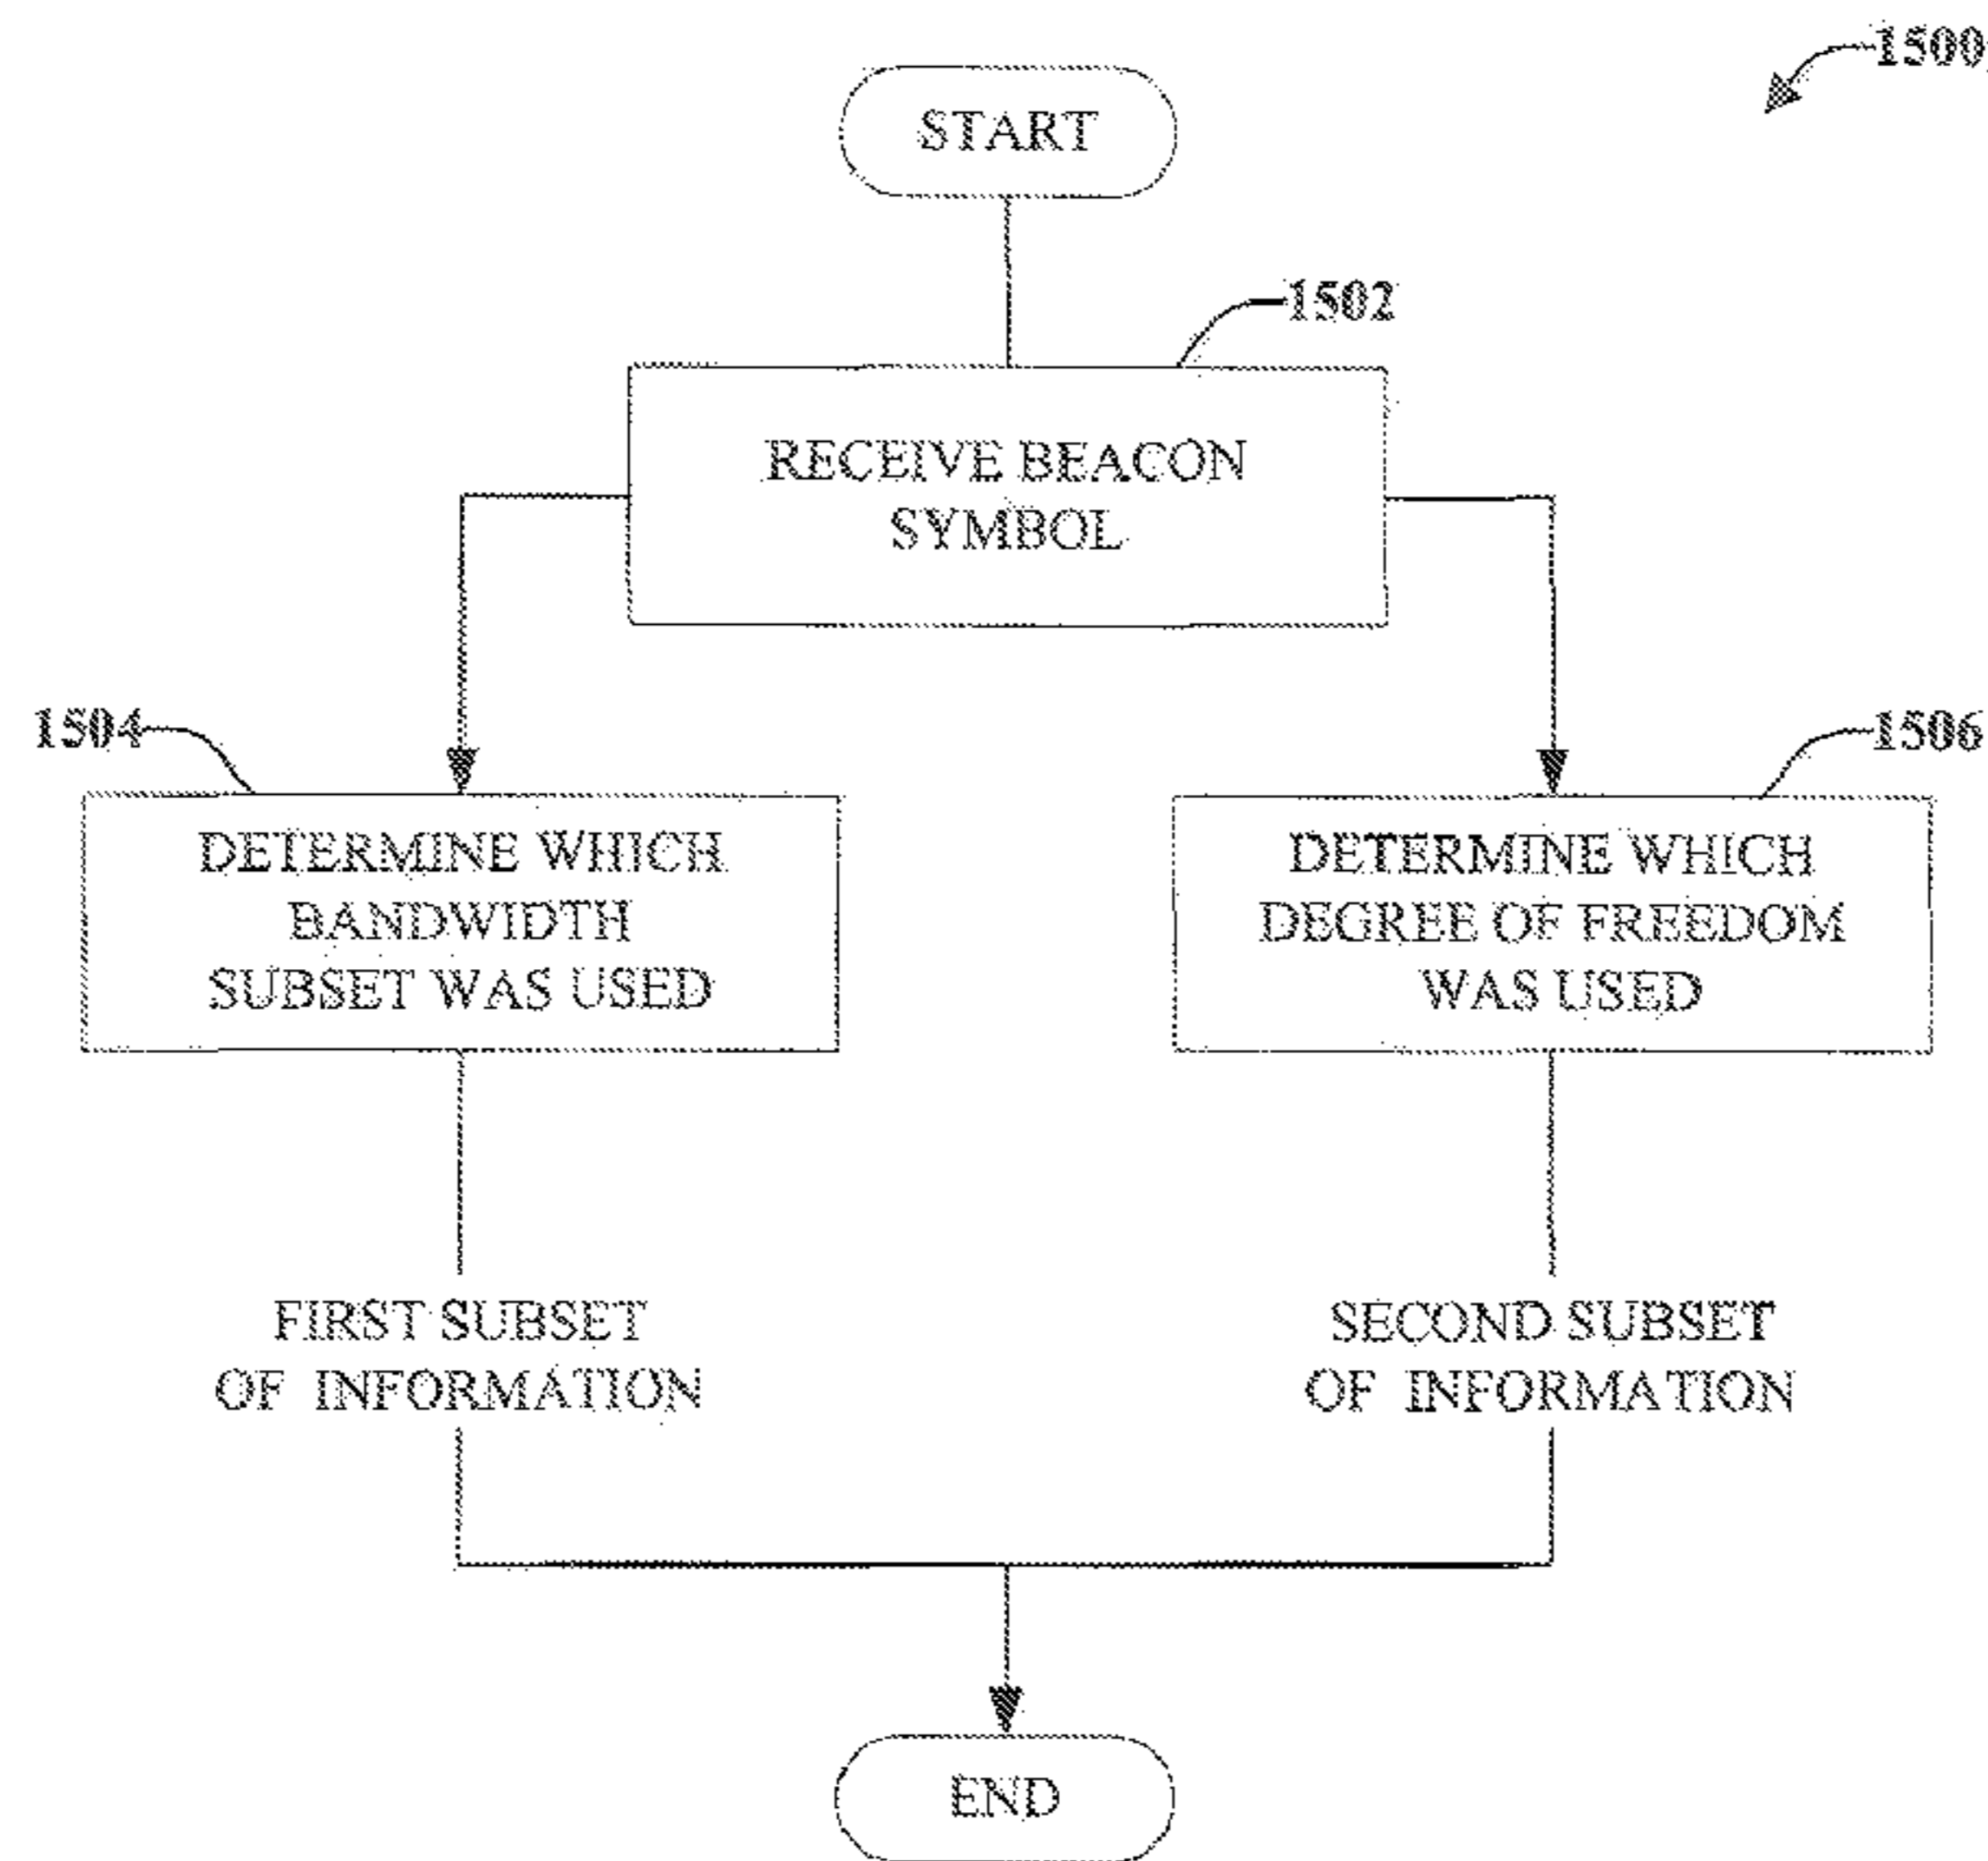 1500
START
1502
RECEIVE BEACON
SYMBOL
1504
1506
DETERMINE WHICH
BANDWIDTH
SUBSET WAS USED
DETERMINE WHICH
DEGREE OF FREEDOM
WAS USED
FIRST SUBSET
OF INFORMATION
SECOND SUBSET
OF INFORMATION
END